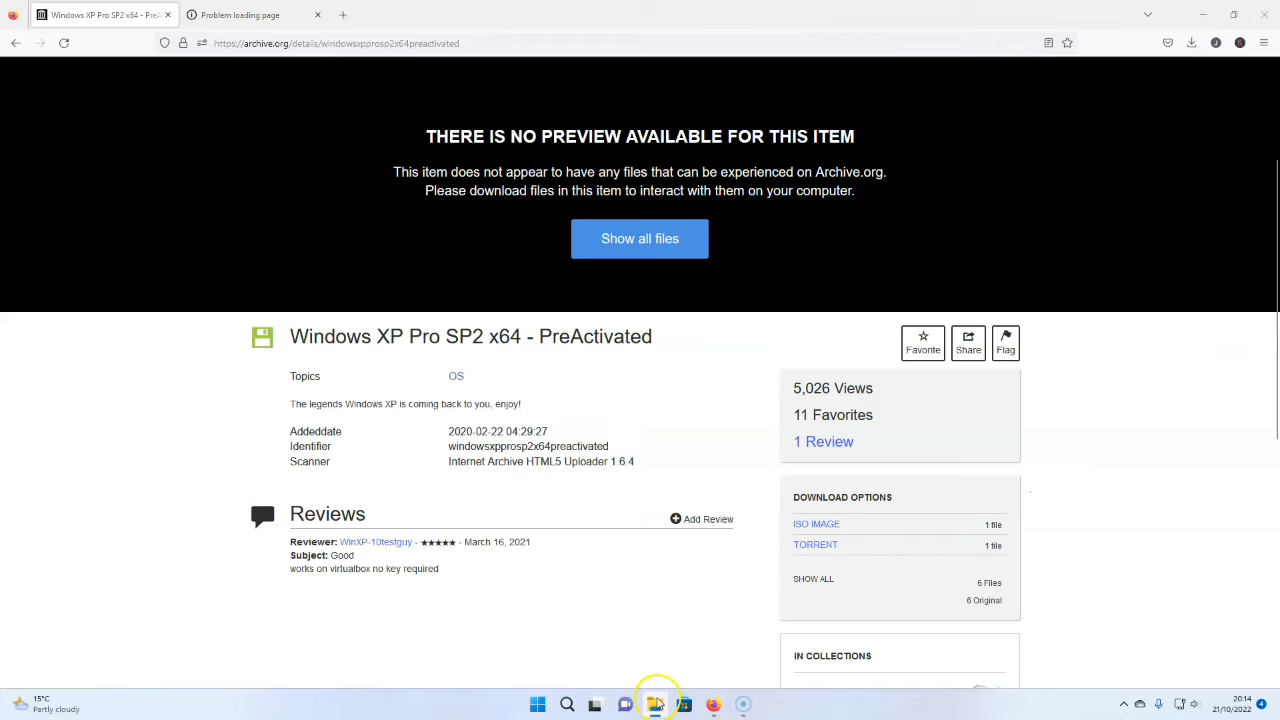 Windows XP Pro SP2 x64 - PreA
Problem loading page
https://archive.org/details/windowsxpprosp2x64preactivated
THERE IS NO PREVIEW AVAILABLE FOR THIS ITEM
This item does not appear to have any files that can be experienced on Archive.org.
Please download files in this item to interact with them on your computer.
Show all files
Windows XP Pro SP2 x64 - PreActivated
Favorite Share Flag
Topics OS
The legends Windows XP is coming back to you, enjoy!
Addeddate 2020-02-22 04:29:27
Identifier windowsxpprosp2x64preactivated
Scanner Internet Archive HTML5 Uploader 1.6.4
Reviews
Add Review
Reviewer: WinXP-10testguy - ★★★★★ - March 16, 2021
Subject: Good
works on virtualbox no key required
5,026 Views
11 Favorites
1 Review
DOWNLOAD OPTIONS
ISO IMAGE 1 file
TORRENT 1 file
SHOW ALL 6 Files
6 Original
IN COLLECTIONS
15°C
Partly cloudy
20:14
21/10/2022
4